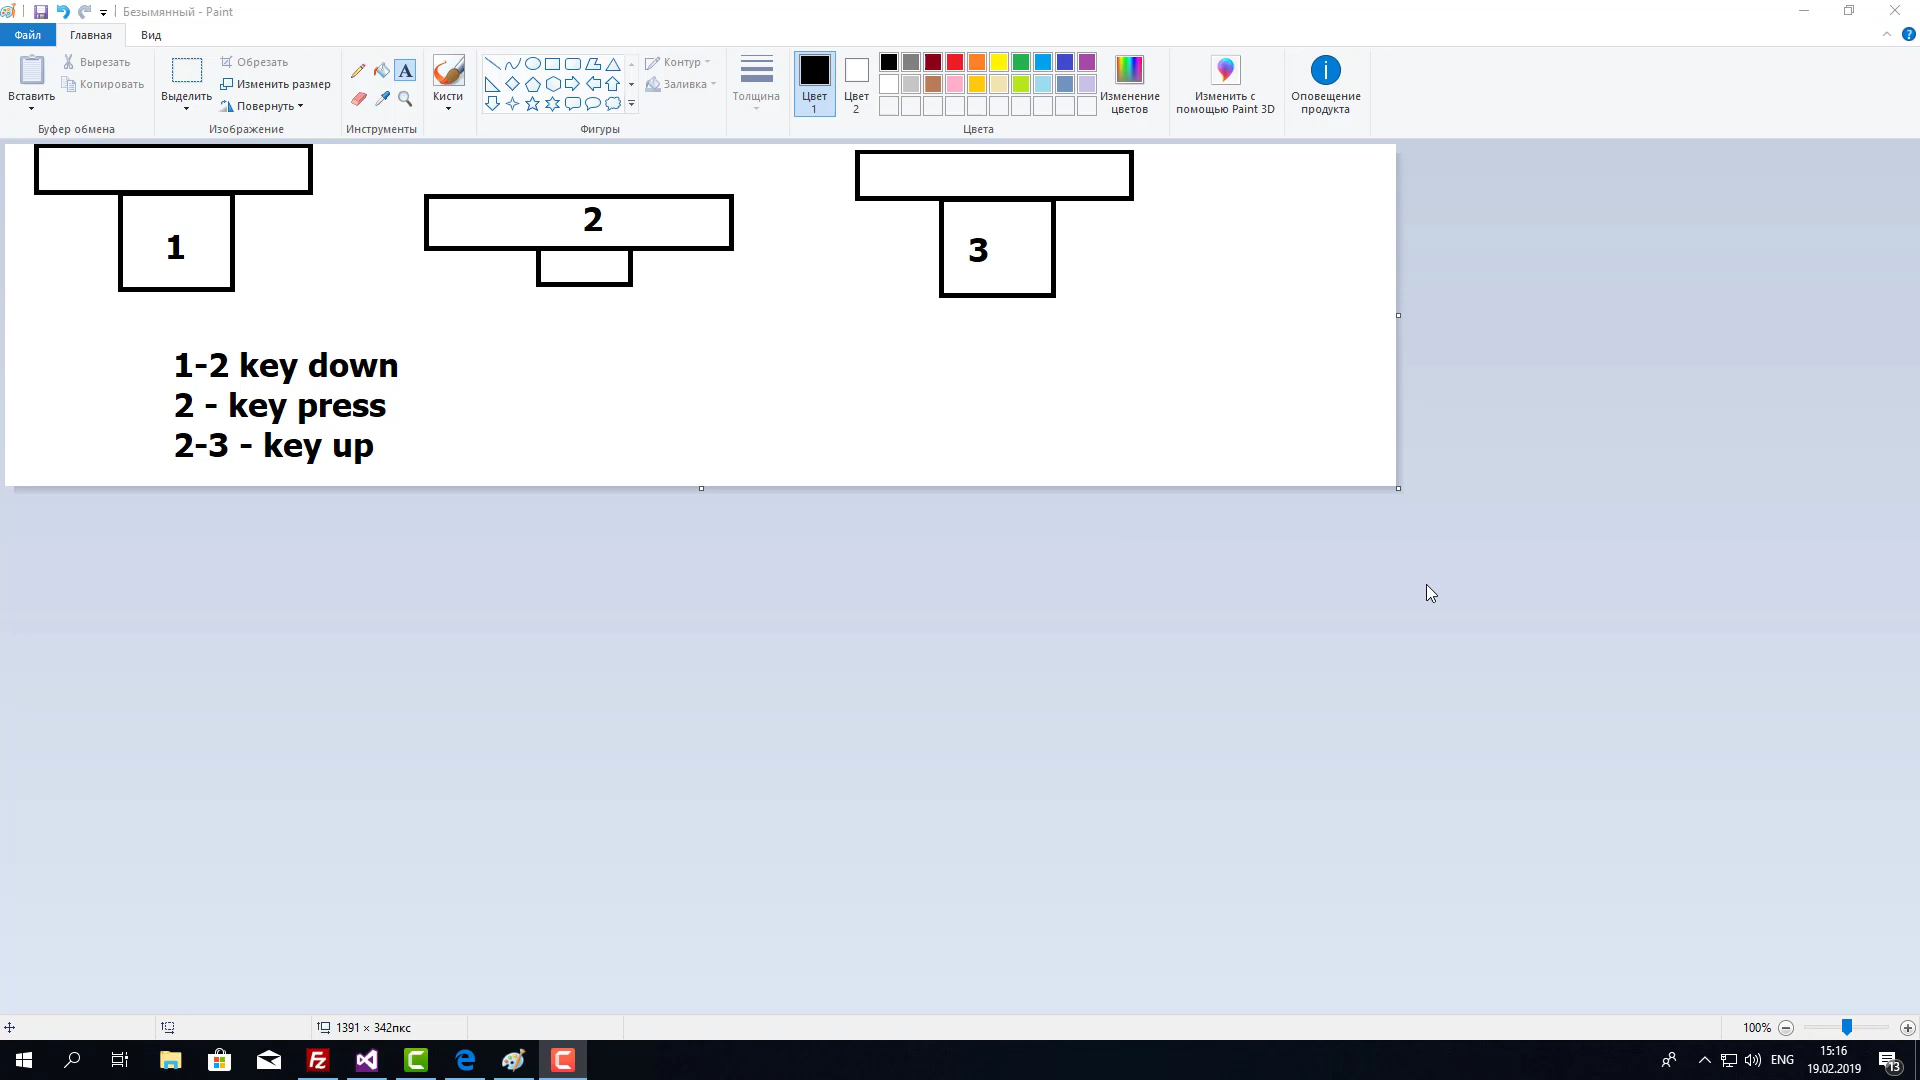 Безымянный - Paint
Файл Главная Вид
Вставить
Вырезать
Копировать
Буфер обмена
Выделить
Обрезать
Изменить размер
Повернуть
Изображение
A
Инструменты
Кисти
Фигуры
Контур
Заливка
Толщина
Цвет 1
Цвет 2
Изменение цветов
Цвета
Изменить с помощью Paint 3D
Оповещение продукта
1
2
3
1-2 key down
2 - key press
2-3 - key up
1391 × 342пкс
100%
Fz
C
e
C
ENG
15:16
19.02.2019
13